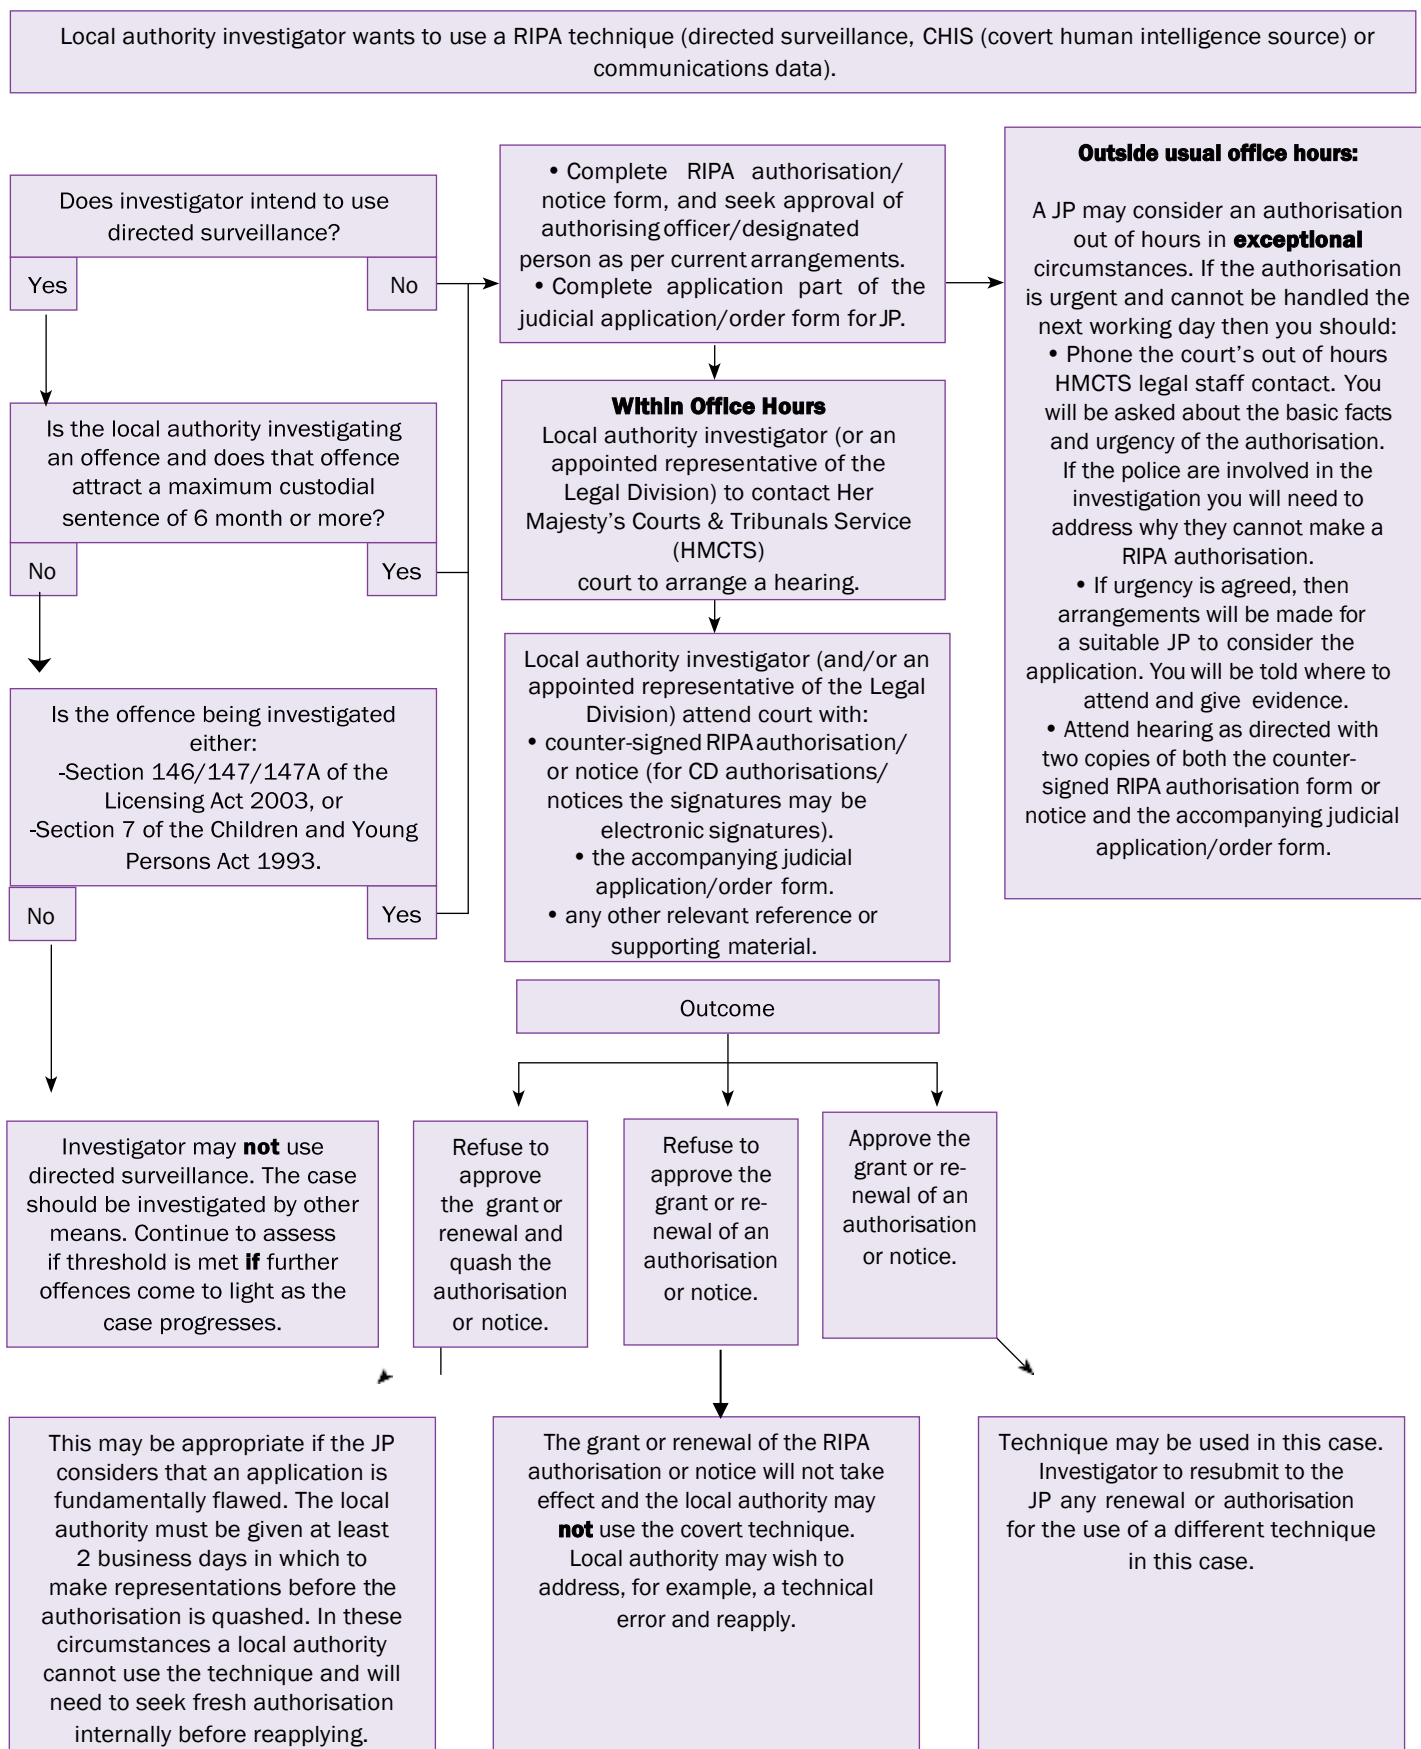 Local authority investigator wants to use a RIPA technique (directed surveillance, CHIS (covert human intelligence source) or
communications data).
Does investigator intend to use
directed surveillance?
Yes
No
Is the local authority investigating
an offence and does that offence
attract a maximum custodial
sentence of 6 month or more?
No
Yes
Is the offence being investigated
either:
-Section 146/147/147A of the
Licensing Act 2003, or
-Section 7 of the Children and Young
Persons Act 1993.
No
Yes
Investigator may not use
directed surveillance. The case
should be investigated by other
means. Continue to assess
if threshold is met if further
offences come to light as the
case progresses.
• Complete RIPA authorisation/
notice form, and seek approval of
authorising officer/designated
person as per current arrangements.
• Complete application part of the
judicial application/order form for JP.
Within Office Hours
Local authority investigator (or an
appointed representative of the
Legal Division) to contact Her
Majesty's Courts & Tribunals Service
(HMCTS)
court to arrange a hearing.
Local authority investigator (and/or an
appointed representative of the Legal
Division) attend court with:
• counter-signed RIPA authorisation/
or notice (for CD authorisations/
notices the signatures may be
electronic signatures).
• the accompanying judicial
application/order form.
• any other relevant reference or
supporting material.
Outside usual office hours:
A JP may consider an authorisation
out of hours in exceptional
circumstances. If the authorisation
is urgent and cannot be handled the
next working day then you should:
• Phone the court's out of hours
HMCTS legal staff contact. You
will be asked about the basic facts
and urgency of the authorisation.
If the police are involved in the
investigation you will need to
address why they cannot make a
RIPA authorisation.
• If urgency is agreed, then
arrangements will be made for
a suitable JP to consider the
application. You will be told where to
attend and give evidence.
• Attend hearing as directed with
two copies of both the counter-
signed RIPA authorisation form or
notice and the accompanying judicial
application/order form.
Outcome
Refuse to
approve
the grant or
renewal and
quash the
authorisation
or notice.
Refuse to
approve the
grant or re-
newal of an
authorisation
or notice.
Approve the
grant or re-
newal of an
authorisation
or notice.
This may be appropriate if the JP
considers that an application is
fundamentally flawed. The local
authority must be given at least
2 business days in which to
make representations before the
authorisation is quashed. In these
circumstances a local authority
cannot use the technique and will
need to seek fresh authorisation
internally before reapplying.
The grant or renewal of the RIPA
authorisation or notice will not take
effect and the local authority may
not use the covert technique.
Local authority may wish to
address, for example, a technical
error and reapply.
Technique may be used in this case.
Investigator to resubmit to the
JP any renewal or authorisation
for the use of a different technique
in this case.